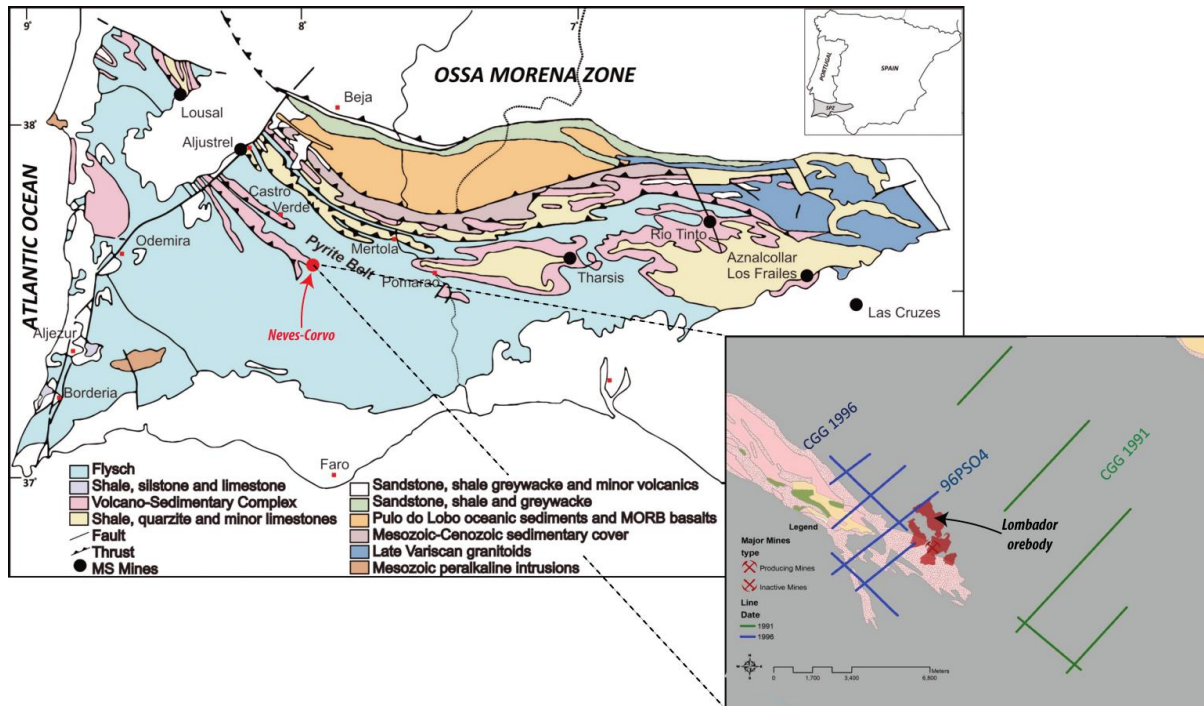 9°
8
7°
OSSA MORENA ZONE
PORTUGAL
SPAIN
SPZ
Beja
Lousal
38
Aljustrel
ATLANTIC OCEAN
Castro
Verde
Odemira
Mertola
Pyrite Belt
Pomarao
Rio Tinto
Aznalcollar
Los Frailes
Tharsis
Las Cruzes
Neves-Corvo
Aljezur
Borderia
Faro
37
Flysch
Shale, silstone and limestone
Volcano-Sedimentary Complex
Shale, quarzite and minor limestones
Fault
Thrust
MS Mines
Sandstone, shale greywacke and minor volcanics
Sandstone, shale and greywacke
Pulo do Lobo oceanic sediments and MORB basalts
Mesozoic-Cenozoic sedimentary cover
Late Variscan granitoids
Mesozoic peralkaline intrusions
CGG 1996
96PSO4
CGG 1991
Lombador
orebody
Legend
Major Mines
type
Producing Mines
Inactive Mines
Line
Date
1991
1996
Meters
0 1,700 3,400 6,800